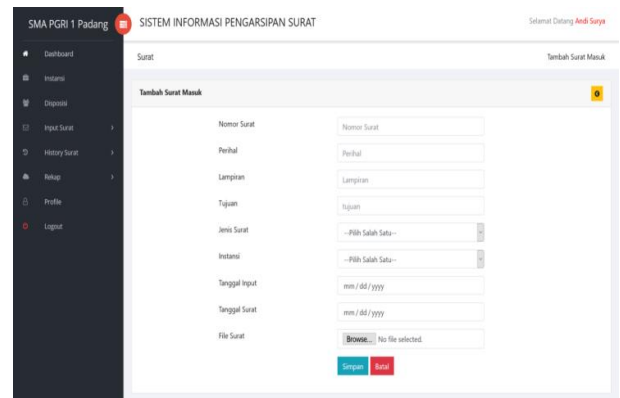 SMA PGRI 1 Padang
SISTEM INFORMASI PENGARSIPAN SURAT
Selamat Datang Andi Surya
Dashboard
Instansi
Disposisi
Input Surat
History Surat
Rekap
Profile
Logout
Surat
Tambah Surat Masuk
Tambah Surat Masuk
Nomor Surat
Nomor Surat
Perihal
Perihal
Lampiran
Lampiran
Tujuan
tujuan
Jenis Surat
--Pilih Salah Satu--
Instansi
--Pilih Salah Satu--
Tanggal Input
mm / dd / yyyy
Tanggal Surat
mm / dd / yyyy
File Surat
Browse... No file selected.
Simpan
Batal